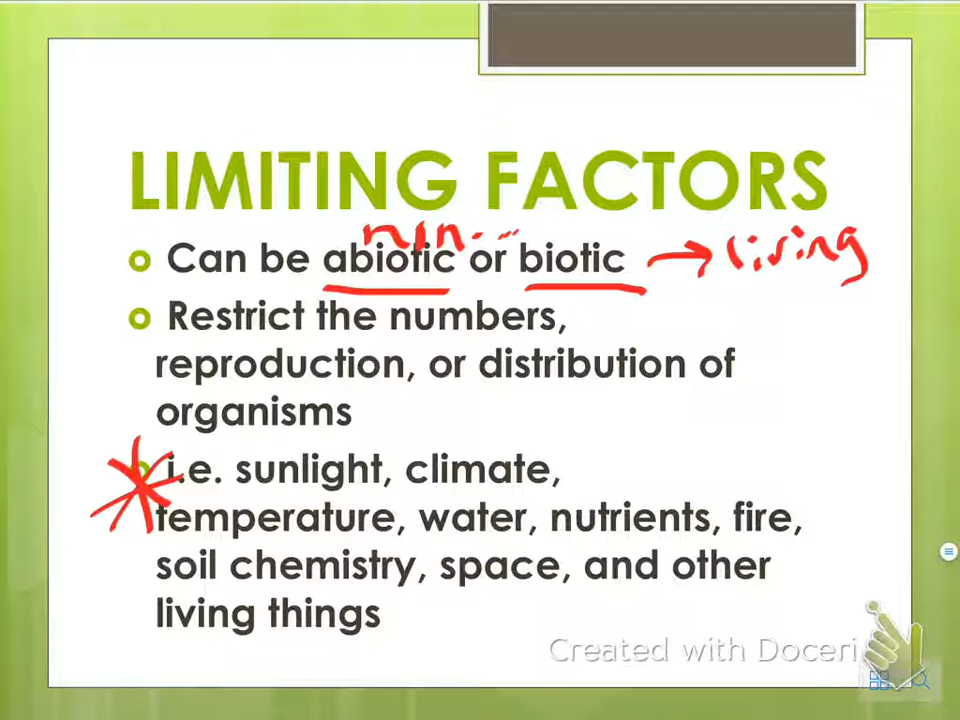 LIMITING FACTORS
non-
Can be abiotic or biotic → living
Restrict the numbers,
reproduction, or distribution of
organisms
i.e. sunlight, climate,
temperature, water, nutrients, fire,
soil chemistry, space, and other
living things
Created with Doceri